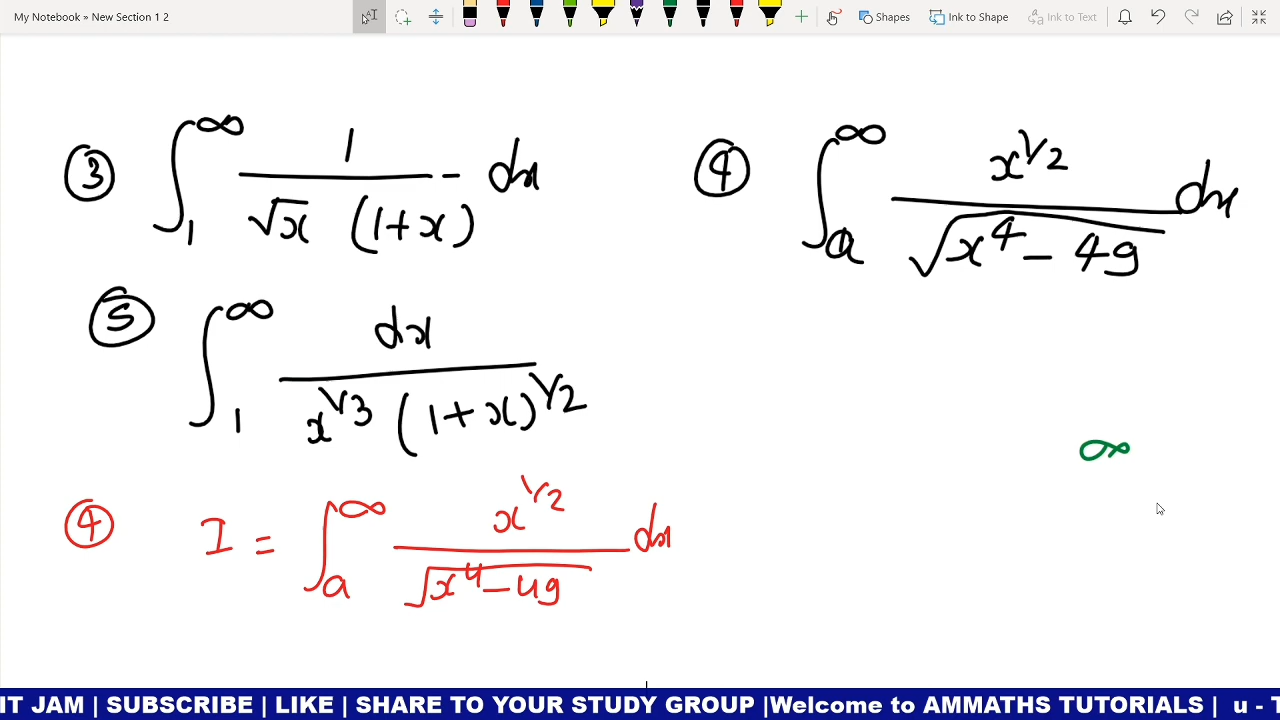 My Notebook » New Section 1 2
Shapes
Ink to Shape
Ink to Text
③ ∫₁^∞ 1 / (√x (1+x)) - dx
④ ∫ₐ^∞ x^1/2 / √(x^4 - 49) dx
⑤ ∫₁^∞ dx / (x^1/3 (1+x)^1/2)
∞
④ I = ∫ₐ^∞ x^1/2 / √(x^4 - 49) dx
IT JAM | SUBSCRIBE | LIKE | SHARE TO YOUR STUDY GROUP |Welcome to AMMATHS TUTORIALS | u - T